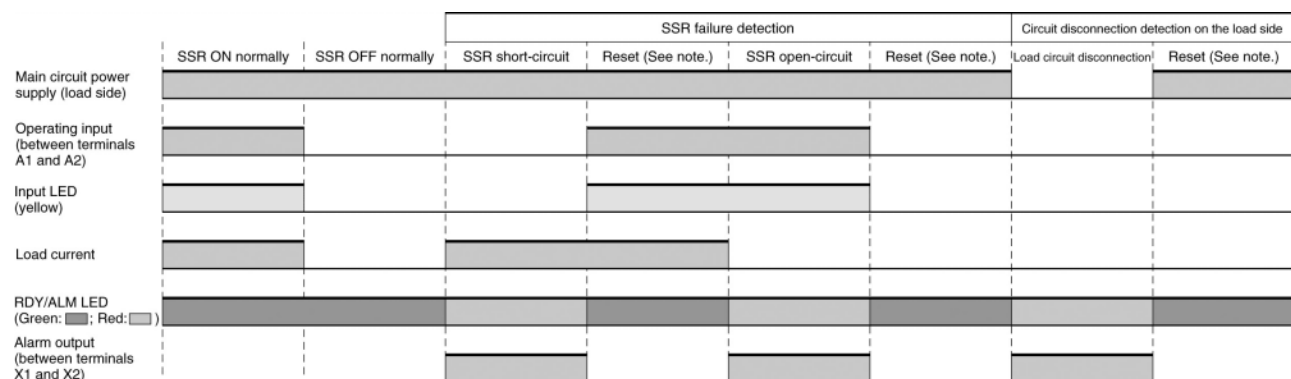 SSR failure detection
Circuit disconnection detection on the load side
SSR ON normally
SSR OFF normally
SSR short-circuit
Reset (See note.)
SSR open-circuit
Reset (See note.)
Load circuit disconnection
Reset (See note.)
Main circuit power
supply (load side)
Operating input
(between terminals
A1 and A2)
Input LED
(yellow)
Load current
RDY/ALM LED
(Green: ; Red: )
Alarm output
(between terminals
X1 and X2)